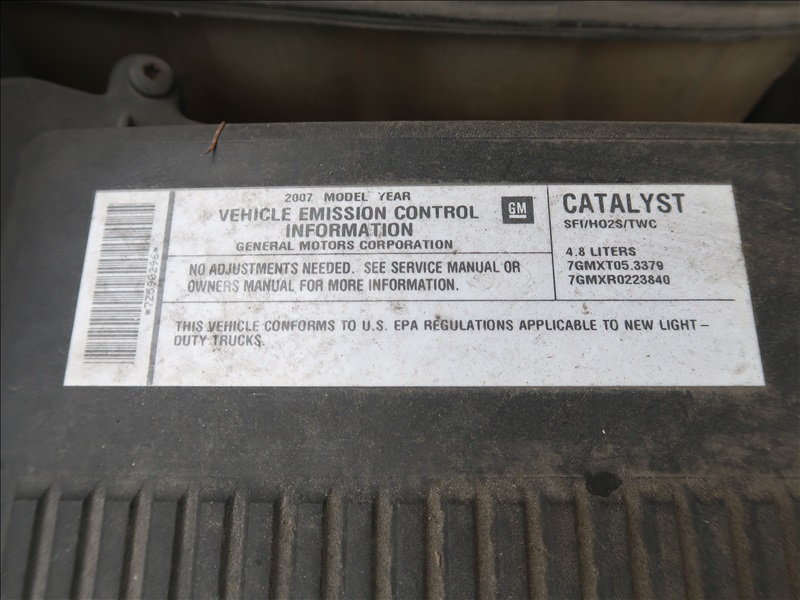 *7Z590296*
2007 MODEL YEAR
VEHICLE EMISSION CONTROL
INFORMATION
GENERAL MOTORS CORPORATION
GM
NO ADJUSTMENTS NEEDED. SEE SERVICE MANUAL OR
OWNERS MANUAL FOR MORE INFORMATION.
CATALYST
SFI/HO2S/TWC
4.8 LITERS
7GMXT05.3379
7GMXR0223840
THIS VEHICLE CONFORMS TO U.S. EPA REGULATIONS APPLICABLE TO NEW LIGHT-
DUTY TRUCKS.